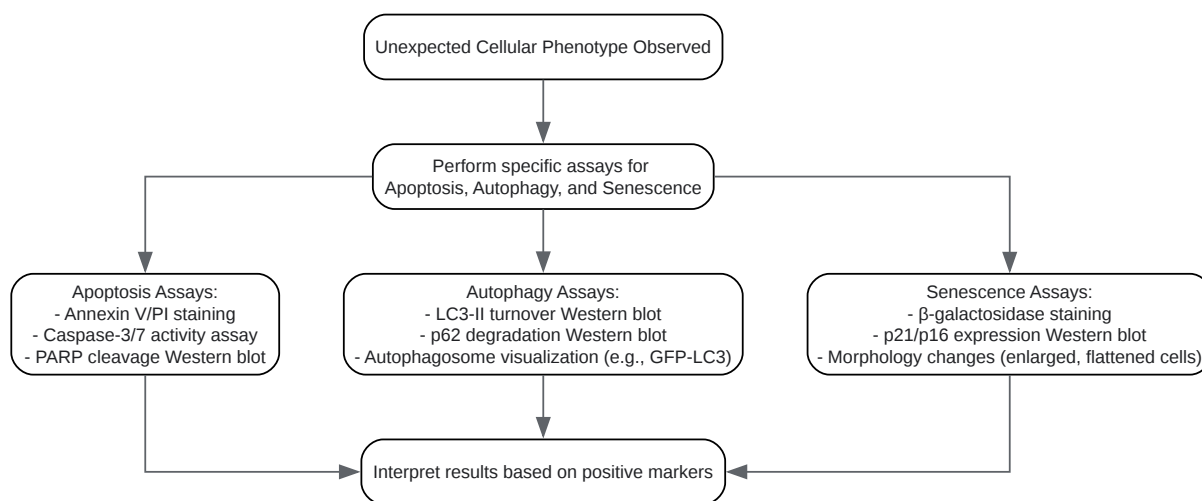 Unexpected Cellular Phenotype Observed
Perform specific assays for
Apoptosis, Autophagy, and Senescence
Apoptosis Assays:
- Annexin V/PI staining
- Caspase-3/7 activity assay
- PARP cleavage Western blot
Autophagy Assays:
- LC3-II turnover Western blot
- p62 degradation Western blot
- Autophagosome visualization (e.g., GFP-LC3)
Senescence Assays:
- β-galactosidase staining
- p21/p16 expression Western blot
- Morphology changes (enlarged, flattened cells)
Interpret results based on positive markers